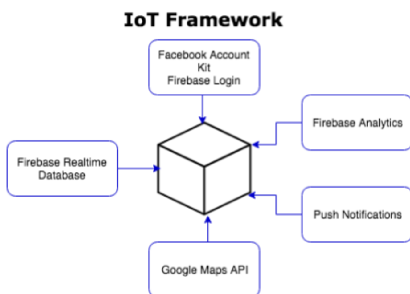 IoT Framework
Facebook Account
Kit
Firebase Login
Firebase Analytics
Firebase Realtime
Database
Push Notifications
Google Maps API